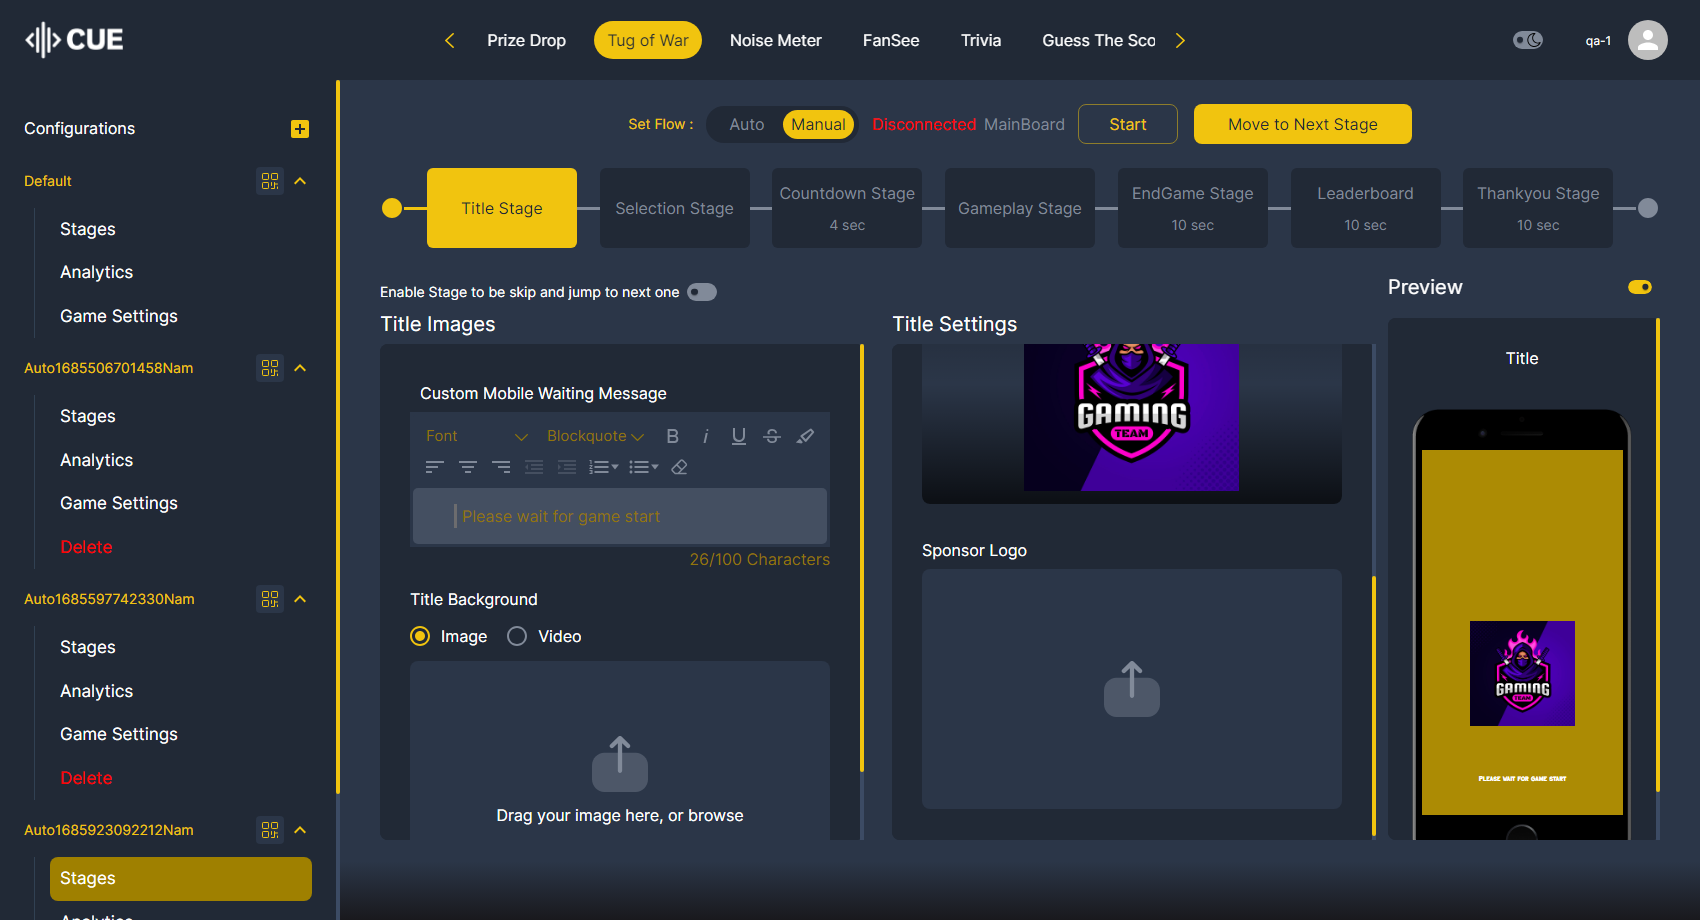 CUE
Prize Drop
Tug of War
Noise Meter
FanSee
Trivia
Guess The Sco
qa-1
Configurations
Default
Stages
Analytics
Game Settings
Auto1685506701458Nam
Stages
Analytics
Game Settings
Delete
Auto1685597742330Nam
Stages
Analytics
Game Settings
Delete
Auto1685923092212Nam
Stages
Analytics
Set Flow :
Auto
Manual
Disconnected MainBoard
Start
Move to Next Stage
Title Stage
Selection Stage
Countdown Stage
4 sec
Gameplay Stage
EndGame Stage
10 sec
Leaderboard
10 sec
Thankyou Stage
10 sec
Enable Stage to be skip and jump to next one
Title Images
Custom Mobile Waiting Message
Font
Blockquote
B i U S
Please wait for game start
26/100 Characters
Title Background
Image
Video
Drag your image here, or browse
Title Settings
GAMING
TEAM
Sponsor Logo
Preview
Title
GAMING
TEAM
PLEASE WAIT FOR GAME START